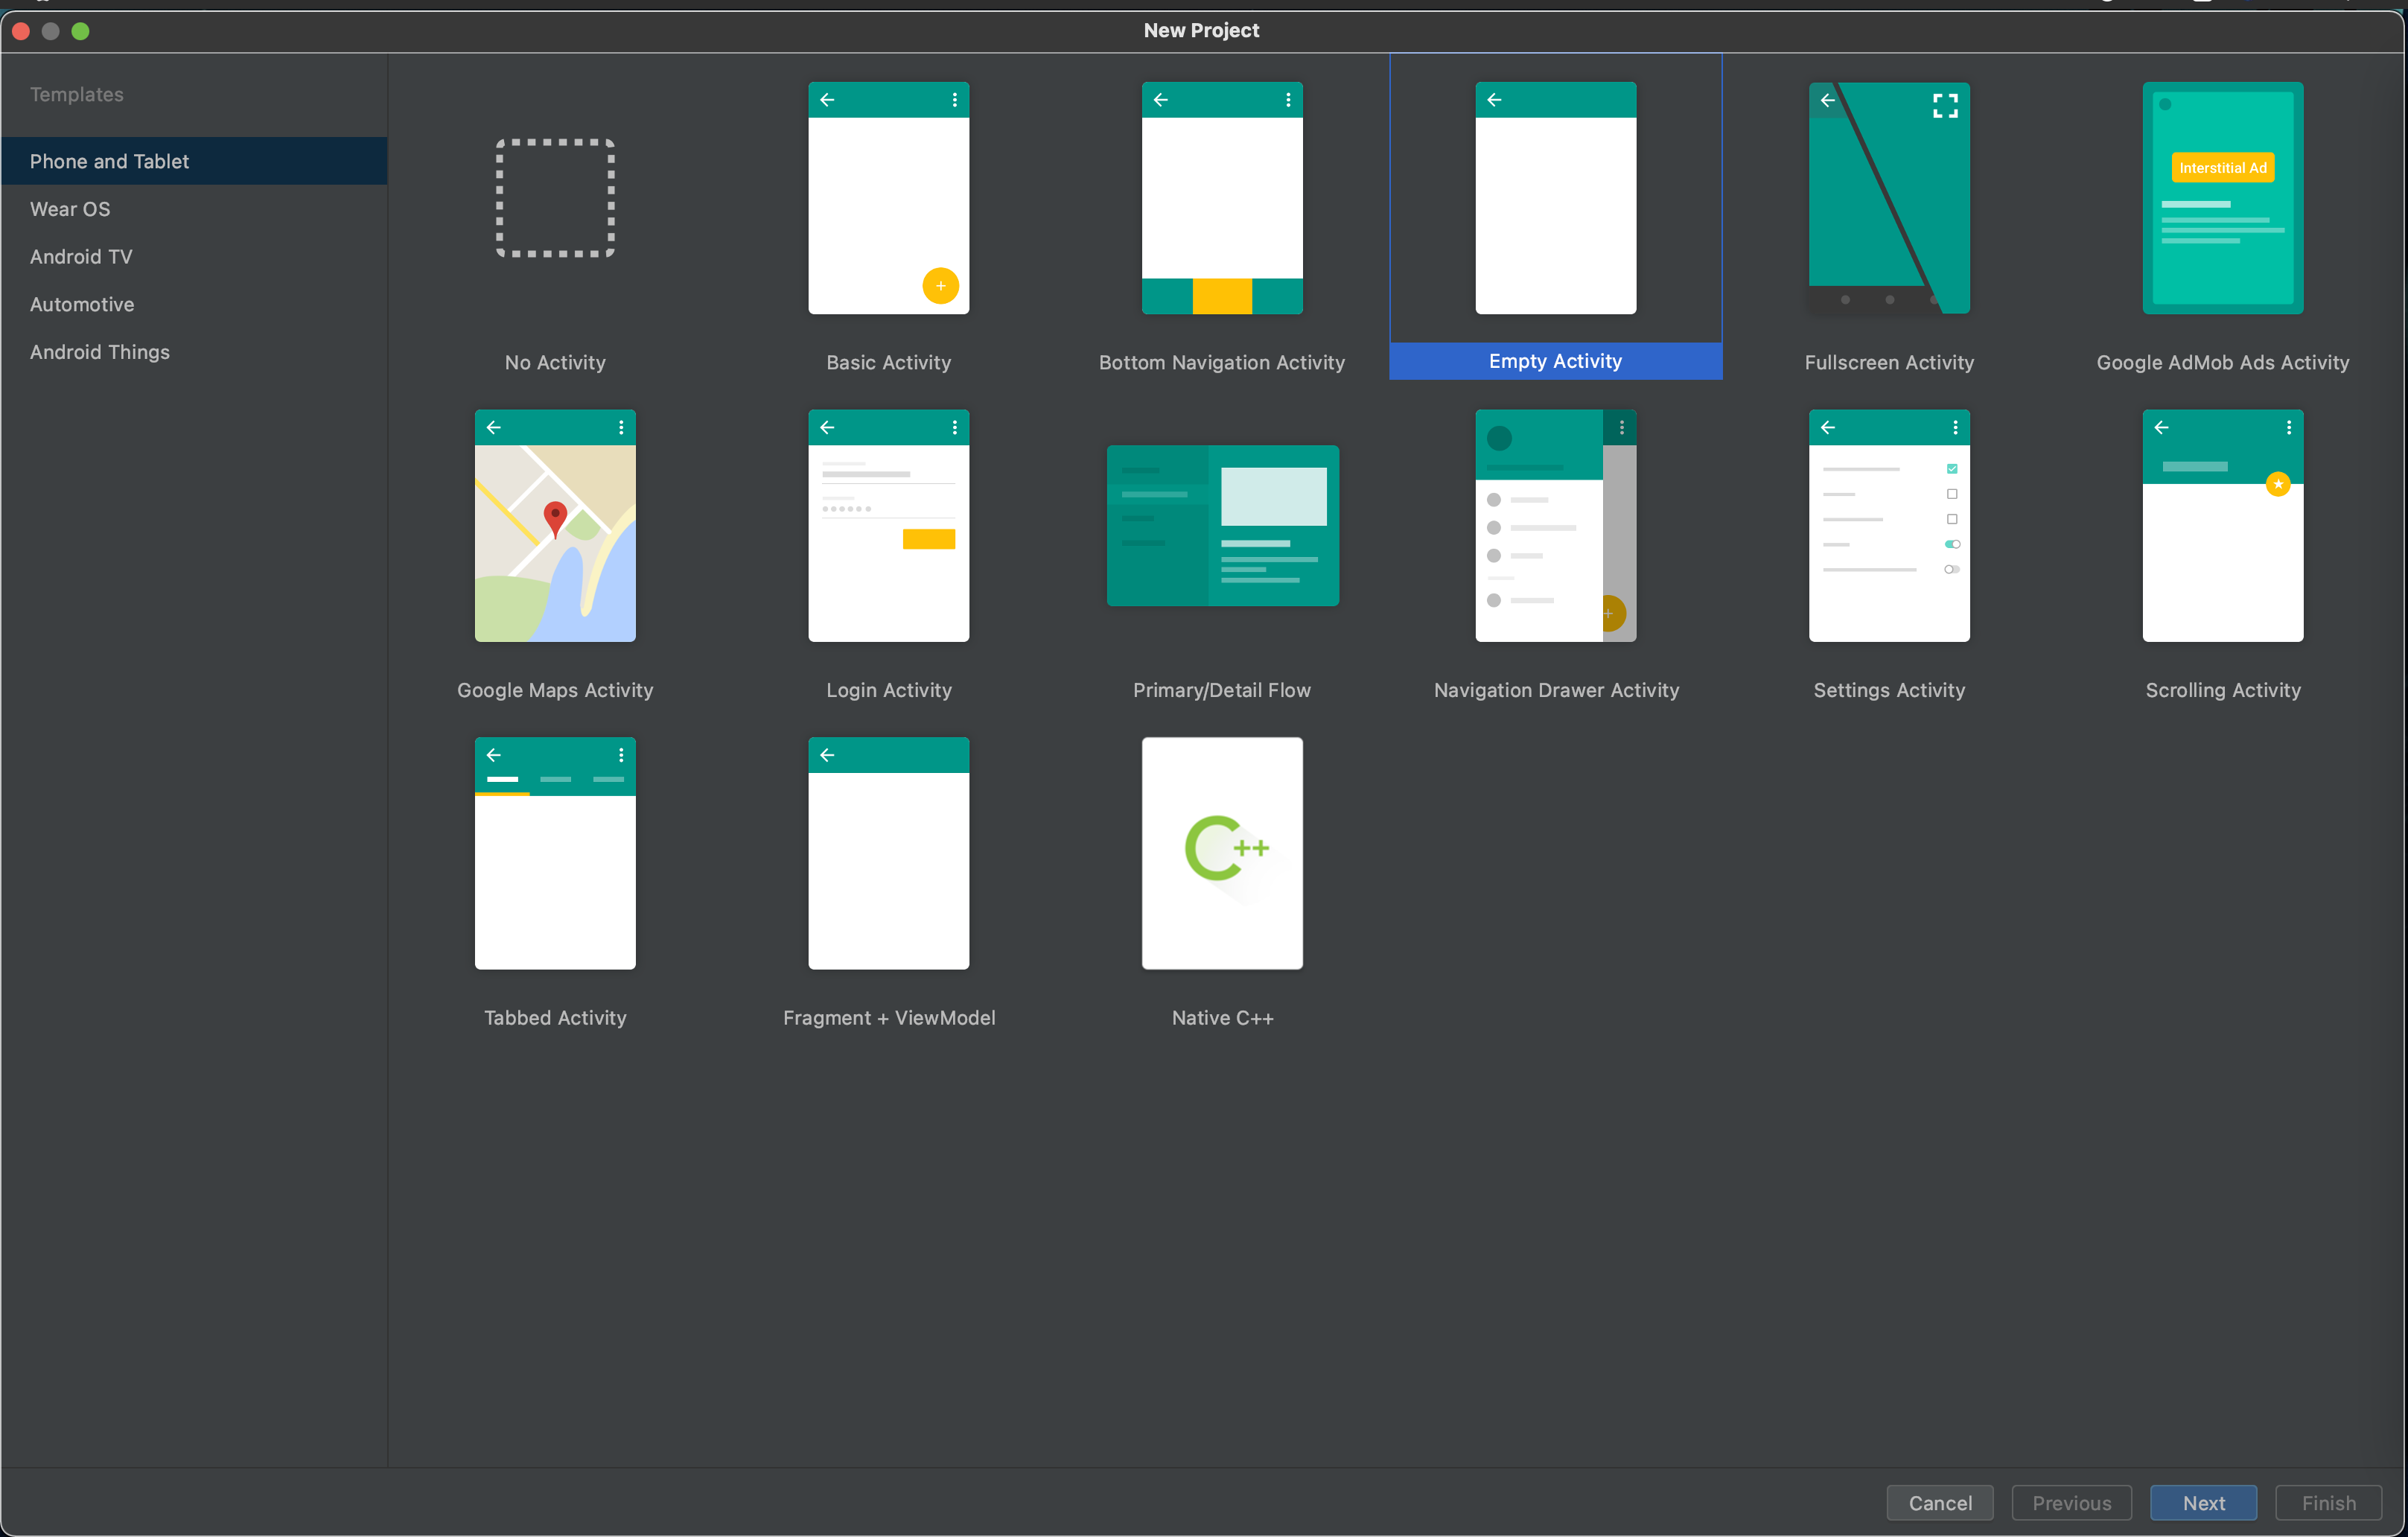 New Project
Templates
Phone and Tablet
Wear OS
Android TV
Automotive
Android Things
Interstitial Ad
No Activity
Basic Activity
Bottom Navigation Activity
Empty Activity
Fullscreen Activity
Google AdMob Ads Activity
Google Maps Activity
Login Activity
Primary/Detail Flow
Navigation Drawer Activity
Settings Activity
Scrolling Activity
C++
Tabbed Activity
Fragment + ViewModel
Native C++
Cancel
Previous
Next
Finish